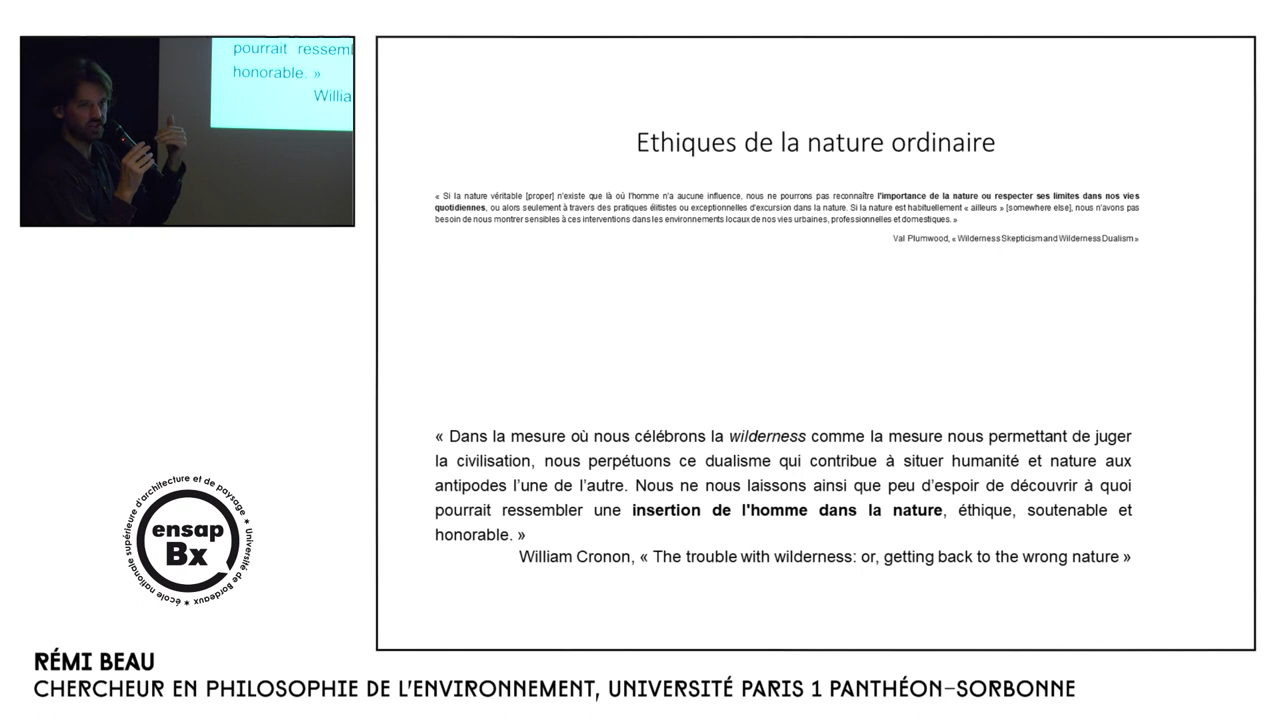 pourrait ressembl
honorable. »
Willia
Ethiques de la nature ordinaire
« Si la nature véritable [proper] n'existe que là où l'homme n'a aucune influence, nous ne pourrons pas reconnaître l'importance de la nature ou respecter ses limites dans nos vies
quotidiennes, ou alors seulement à travers des pratiques élitistes ou exceptionnelles d'excursion dans la nature. Si la nature est habituellement « ailleurs » [somewhere else], nous n'avons pas
besoin de nous montrer sensibles à ces interventions dans les environnements locaux de nos vies urbaines, professionnelles et domestiques. »
Val Plumwood, « Wilderness Skepticism and Wilderness Dualism »
« Dans la mesure où nous célébrons la wilderness comme la mesure nous permettant de juger
la civilisation, nous perpétuons ce dualisme qui contribue à situer humanité et nature aux
antipodes l'une de l'autre. Nous ne nous laissons ainsi que peu d'espoir de découvrir à quoi
pourrait ressembler une insertion de l'homme dans la nature, éthique, soutenable et
honorable. »
William Cronon, « The trouble with wilderness: or, getting back to the wrong nature »
école nationale supérieure d'architecture et de paysage * Université de Bordeaux *
ensap
Bx
RÉMI BEAU
CHERCHEUR EN PHILOSOPHIE DE L'ENVIRONNEMENT, UNIVERSITÉ PARIS 1 PANTHÉON-SORBONNE